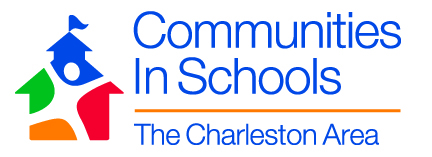 Communities
In Schools
The Charleston Area